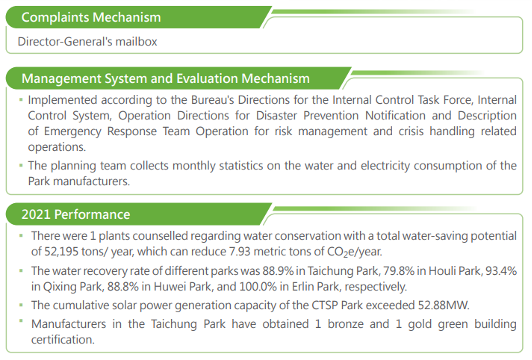 Complaints Mechanism
Director-General's mailbox
Management System and Evaluation Mechanism
▪ Implemented according to the Bureau's Directions for the Internal Control Task Force, Internal
Control System, Operation Directions for Disaster Prevention Notification and Description
of Emergency Response Team Operation for risk management and crisis handling related
operations.
▪ The planning team collects monthly statistics on the water and electricity consumption of the
Park manufacturers.
2021 Performance
▪ There were 1 plants counselled regarding water conservation with a total water-saving potential
of 52,195 tons/ year, which can reduce 7.93 metric tons of CO₂e/year.
▪ The water recovery rate of different parks was 88.9% in Taichung Park, 79.8% in Houli Park, 93.4%
in Qixing Park, 88.8% in Huwei Park, and 100.0% in Erlin Park, respectively.
▪ The cumulative solar power generation capacity of the CTSP Park exceeded 52.88MW.
▪ Manufacturers in the Taichung Park have obtained 1 bronze and 1 gold green building
certification.